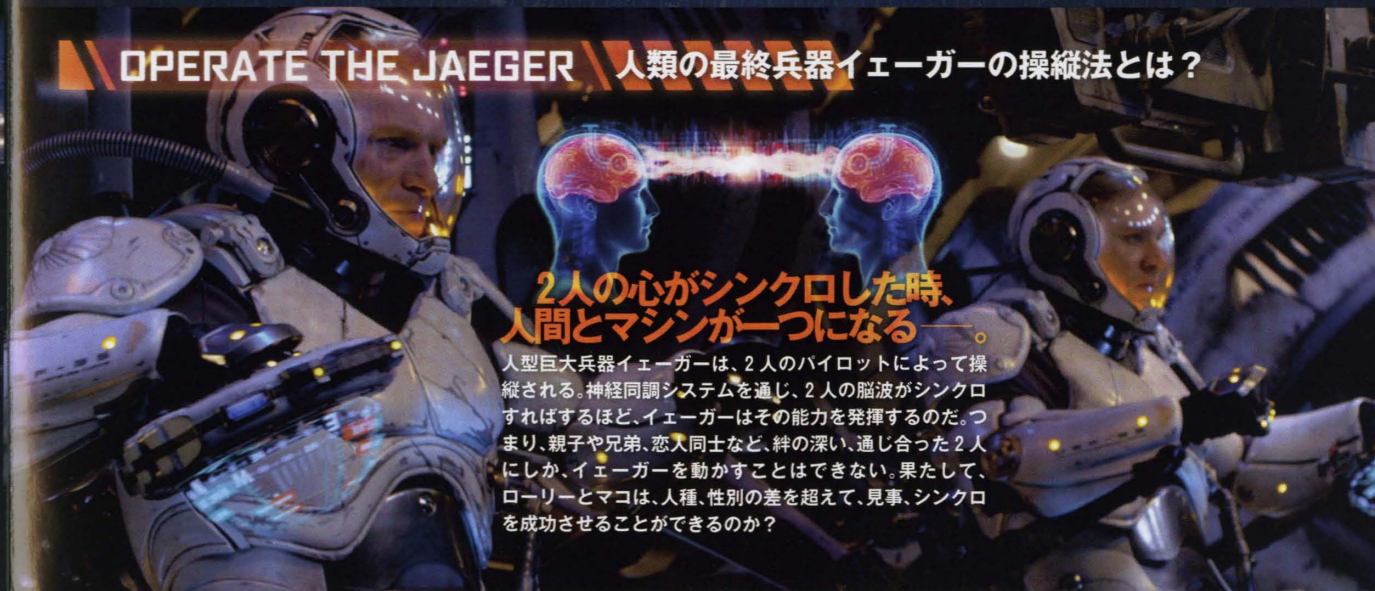 OPERATE THE JAEGER 人類の最終兵器イェーガーの操縦法とは？
2人の心がシンクロした時、
人間とマシンが一つになる──。
人型巨大兵器イェーガーは、2人のパイロットによって操
縦される。神経同調システムを通じ、2人の脳波がシンクロ
すればするほど、イェーガーはその能力を発揮するのだ。つ
まり、親子や兄弟、恋人同士など、絆の深い、通じ合った2人
にしか、イェーガーを動かすことはできない。果たして、
ローリーとマコは、人種、性別の差を超えて、見事、シンクロ
を成功させることができるのか？